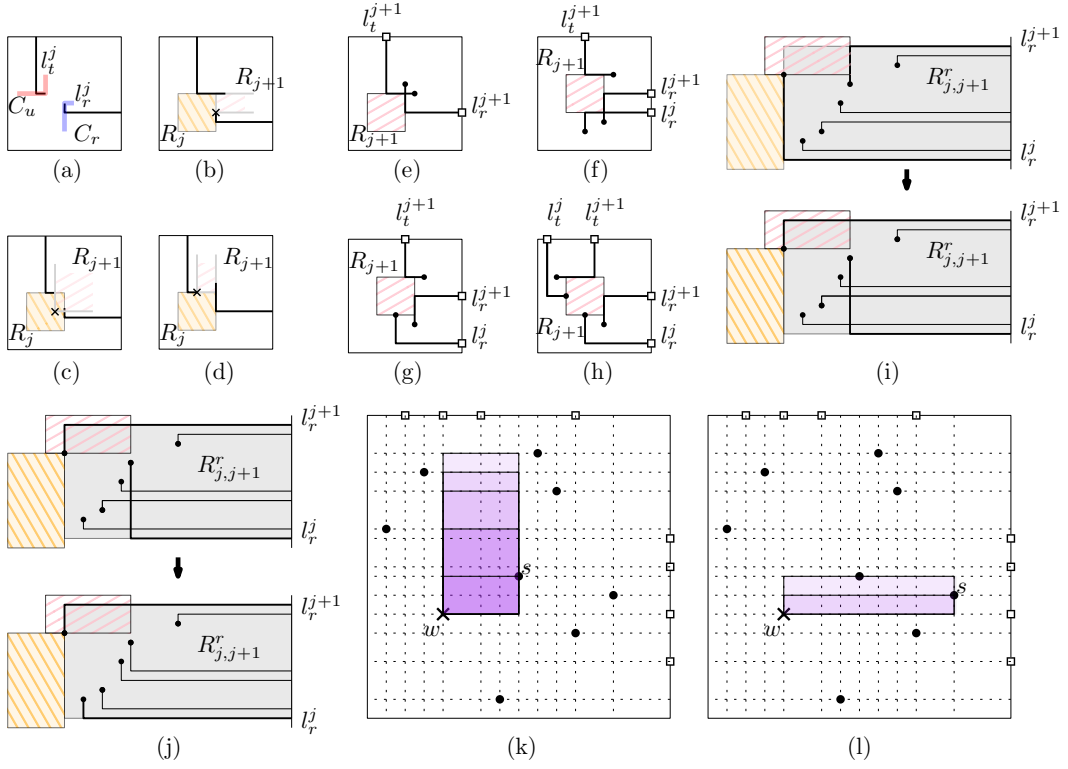 l_t^j
C_u
l_r^j
C_r
(a)
R_{j+1}
R_j
(b)
l_t^{j+1}
R_{j+1}
l_r^{j+1}
(e)
l_t^{j+1}
R_{j+1}
l_r^{j+1}
l_r^j
(f)
l_r^{j+1}
R_{j,j+1}^r
l_r^j
l_r^{j+1}
R_{j,j+1}^r
l_r^j
(i)
R_{j+1}
R_j
(c)
R_{j+1}
R_j
(d)
l_t^{j+1}
R_{j+1}
l_r^{j+1}
l_r^j
(g)
l_t^j
l_t^{j+1}
R_{j+1}
l_r^{j+1}
l_r^j
(h)
l_r^{j+1}
R_{j,j+1}^r
l_r^j
l_r^{j+1}
R_{j,j+1}^r
l_r^j
(j)
s
w
(k)
s
w
(l)